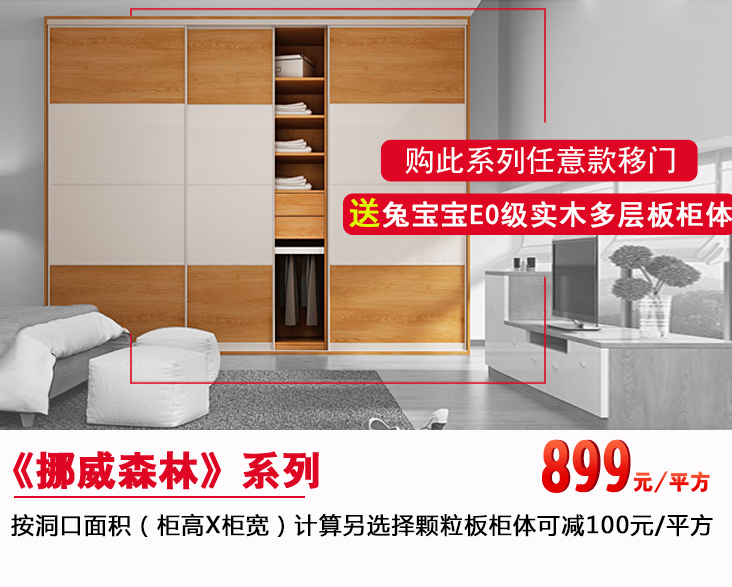 购此系列任意款移门
送兔宝宝E0级实木多层板柜体
《挪威森林》系列
899元/平方
按洞口面积（柜高X柜宽）计算另选择颗粒板柜体可减100元/平方